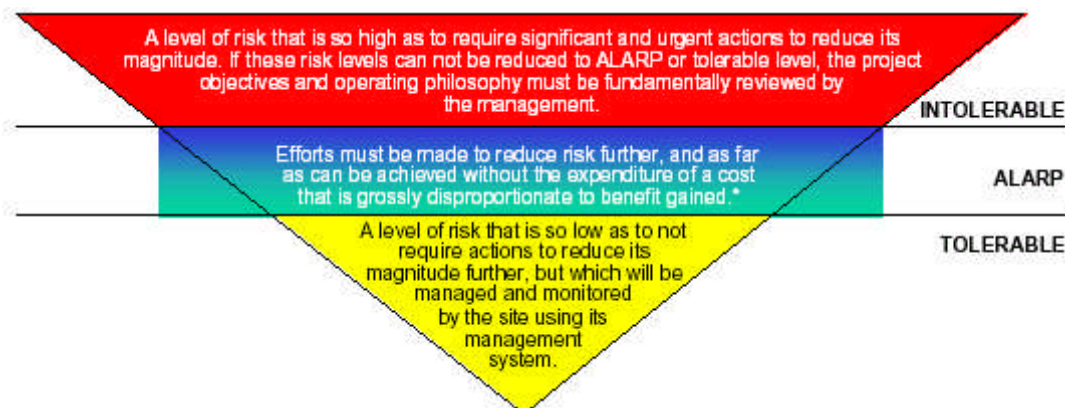 A level of risk that is so high as to require significant and urgent actions to reduce its
magnitude. If these risk levels can not be reduced to ALARP or tolerable level, the project
objectives and operating philosophy must be fundamentally reviewed by
the management.
INTOLERABLE
Efforts must be made to reduce risk further, and as far
as can be achieved without the expenditure of a cost
that is grossly disproportionate to benefit gained.*
ALARP
A level of risk that is so low as to not
require actions to reduce its
magnitude further, but which will be
managed and monitored
by the site using its
management
system.
TOLERABLE